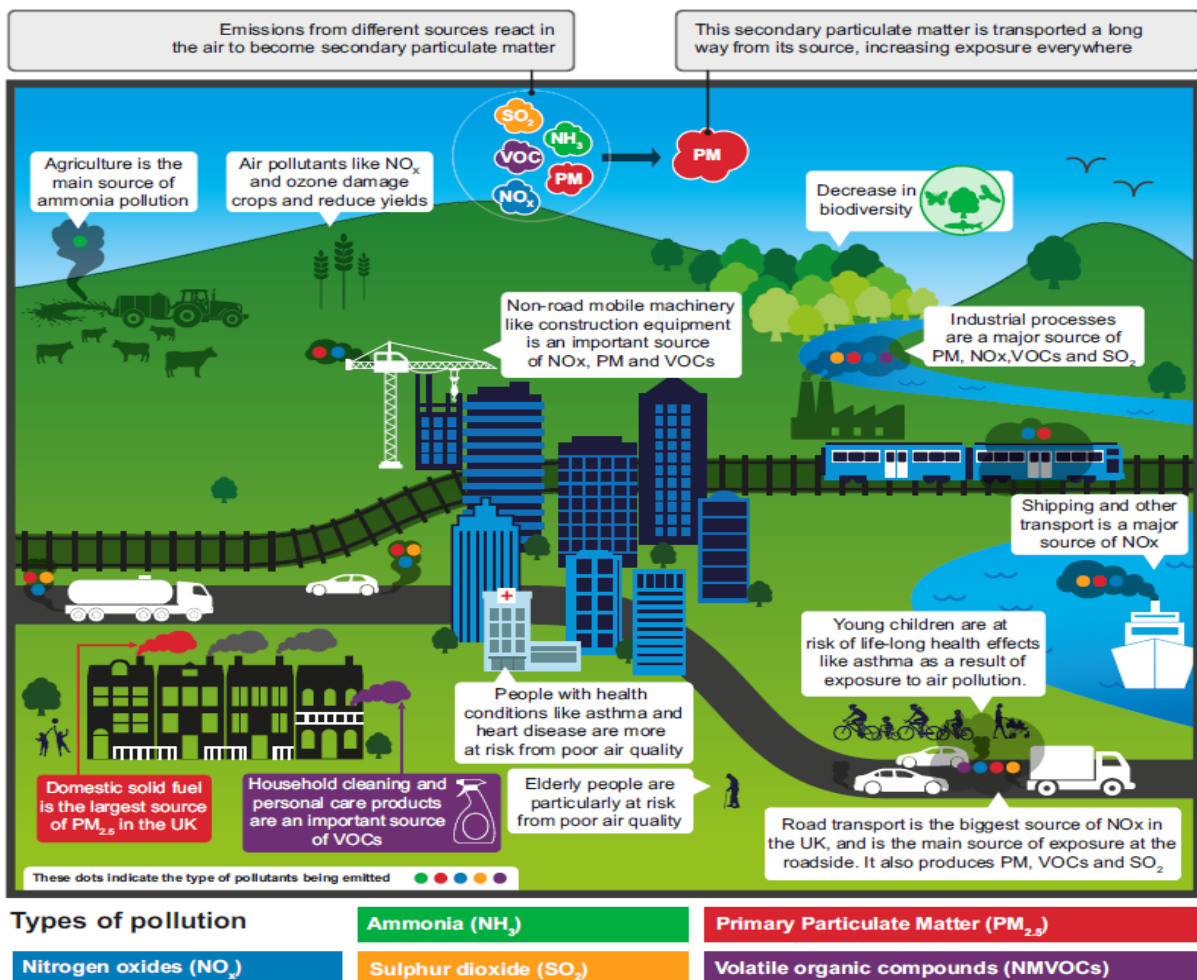 Emissions from different sources react in
the air to become secondary particulate matter
This secondary particulate matter is transported a long
way from its source, increasing exposure everywhere
SO₂
NH₃
VOC
PM
NOₓ
PM
Agriculture is the
main source of
ammonia pollution
Air pollutants like NOₓ
and ozone damage
crops and reduce yields
Decrease in
biodiversity
Non-road mobile machinery
like construction equipment
is an important source
of NOx, PM and VOCs
Industrial processes
are a major source of
PM, NOx,VOCs and SO₂
Shipping and other
transport is a major
source of NOx
Young children are at
risk of life-long health effects
like asthma as a result of
exposure to air pollution.
People with health
conditions like asthma and
heart disease are more
at risk from poor air quality
Domestic solid fuel
is the largest source
of PM₂.₅ in the UK
Household cleaning and
personal care products
are an important source
of VOCs
Elderly people are
particularly at risk
from poor air quality
Road transport is the biggest source of NOx in
the UK, and is the main source of exposure at the
roadside. It also produces PM, VOCs and SO₂
These dots indicate the type of pollutants being emitted
Types of pollution
Ammonia (NH₃)
Primary Particulate Matter (PM₂.₅)
Nitrogen oxides (NOₓ)
Sulphur dioxide (SO₂)
Volatile organic compounds (NMVOCs)